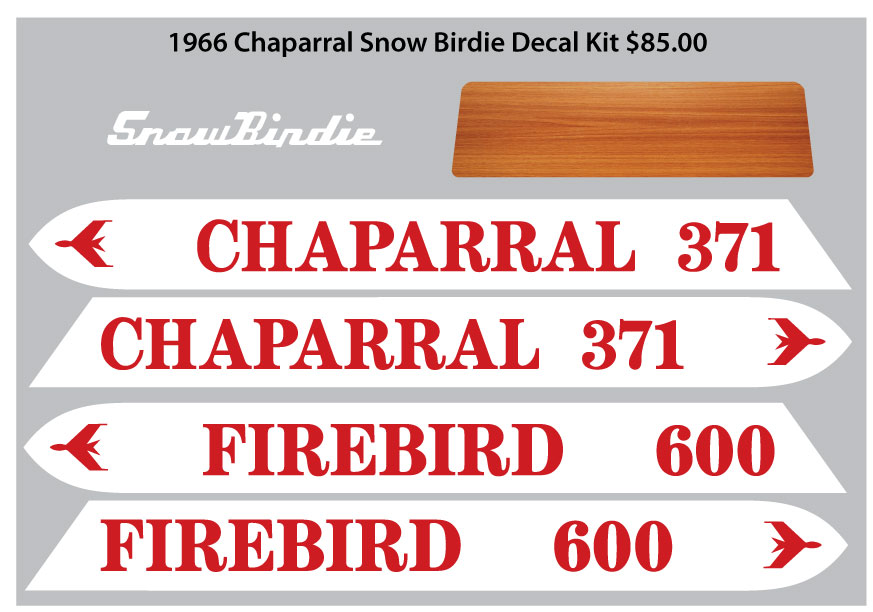 1966 Chaparral Snow Birdie Decal Kit $85.00
SnowBirdie
CHAPARRAL 371
CHAPARRAL 371
FIREBIRD 600
FIREBIRD 600